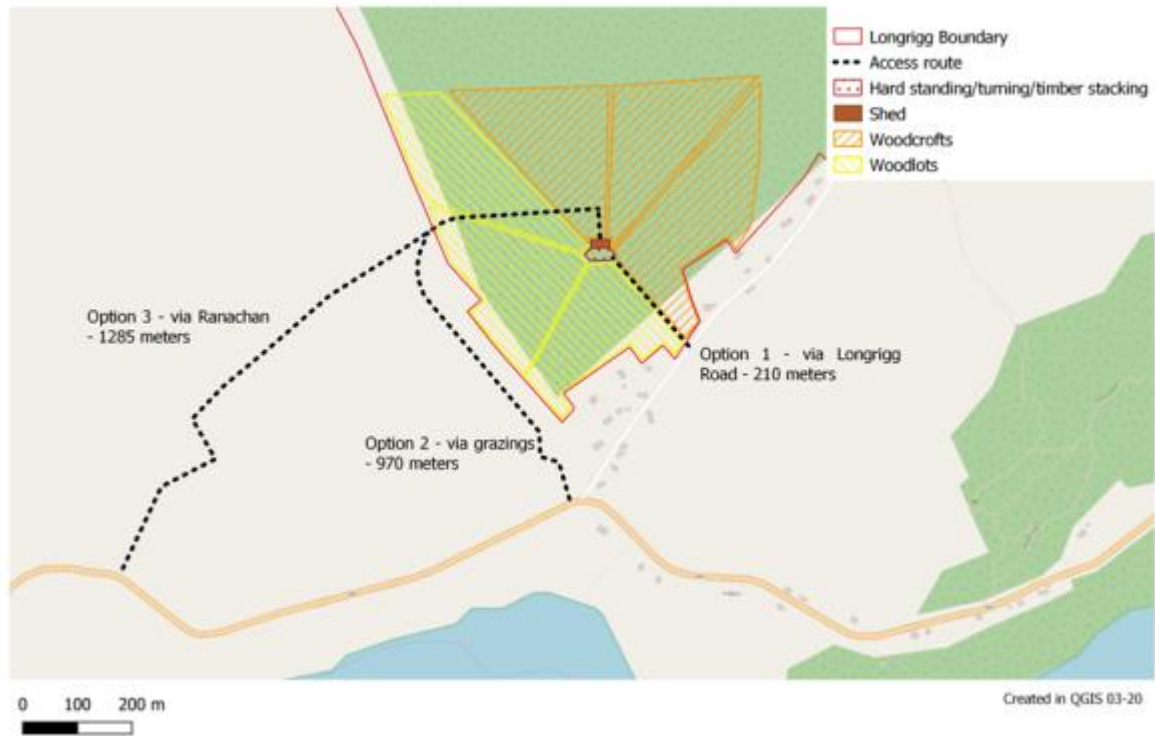 Longrigg Boundary
Access route
Hard standing/turning/timber stacking
Shed
Woodcrofts
Woodlots
Option 3 - via Ranachan
- 1285 meters
Option 1 - via Longrigg
Road - 210 meters
Option 2 - via grazings
- 970 meters
0 100 200 m
Created in QGIS 03-20